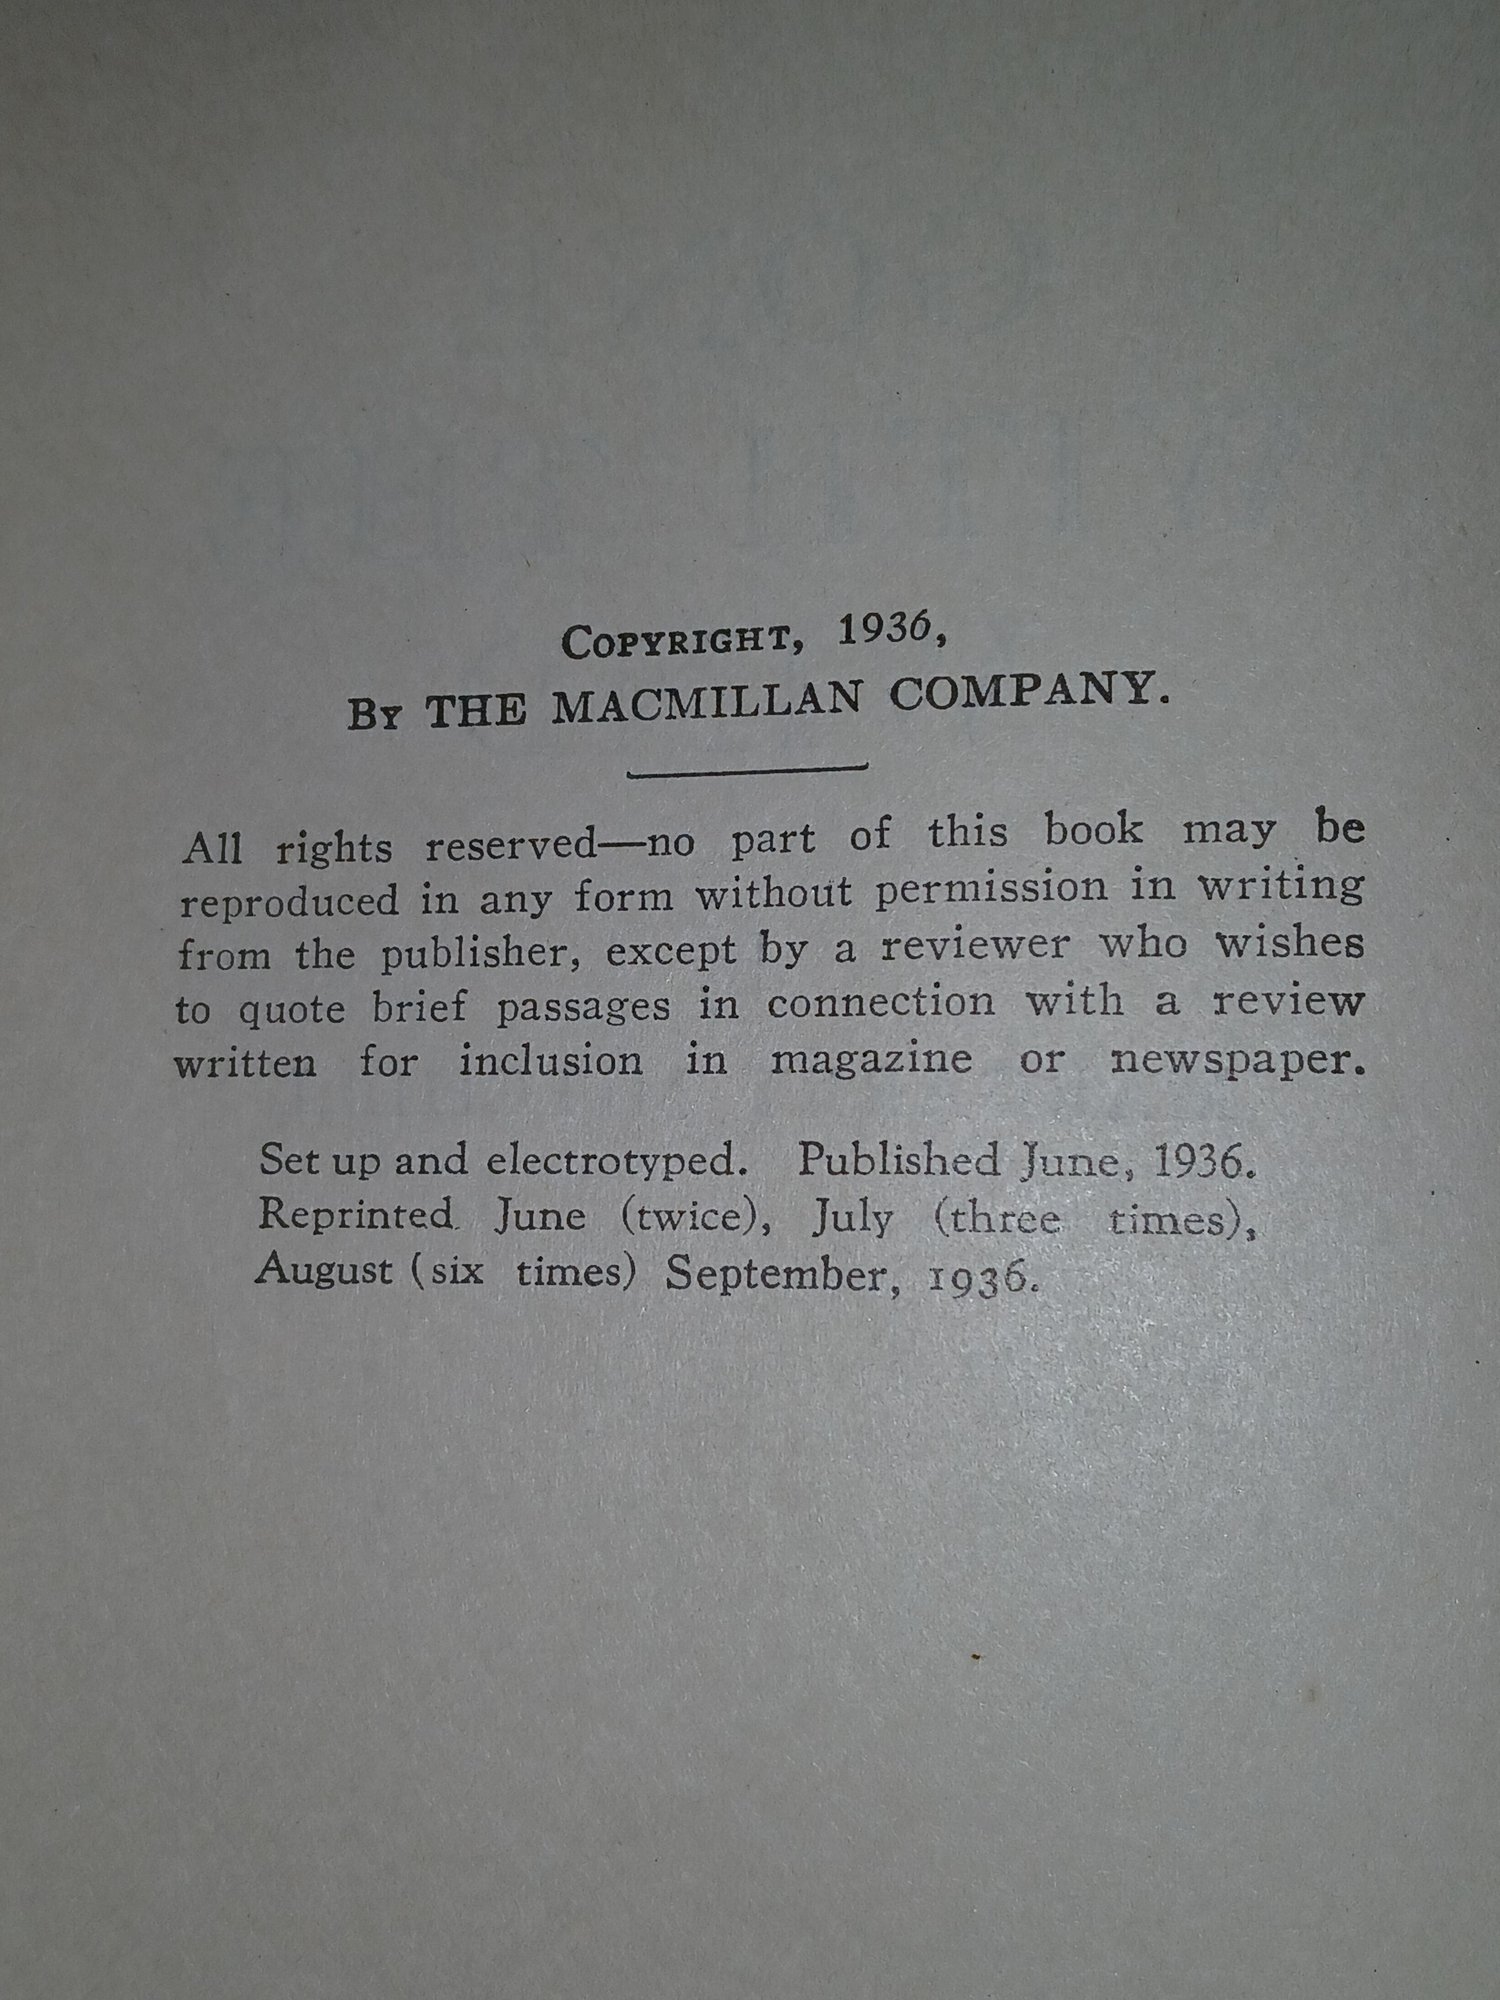 COPYRIGHT, 1936,
BY THE MACMILLAN COMPANY.
All rights reserved—no part of this book may be
reproduced in any form without permission in writing
from the publisher, except by a reviewer who wishes
to quote brief passages in connection with a review
written for inclusion in magazine or newspaper.
Set up and electrotyped. Published June, 1936.
Reprinted. June (twice), July (three times),
August (six times) September, 1936.